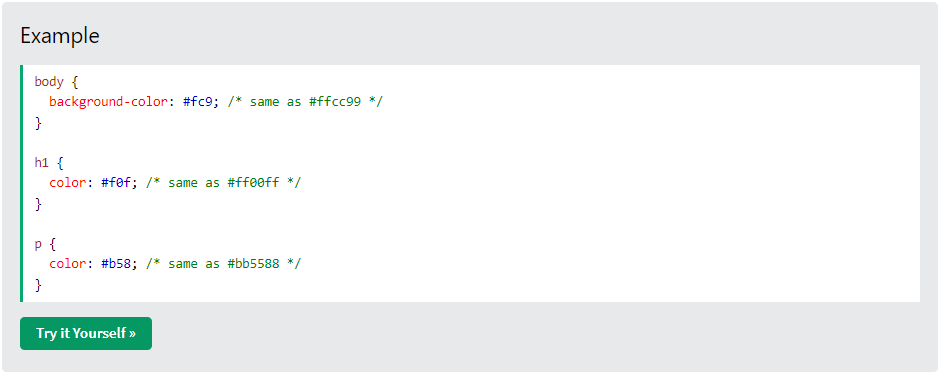 Example
body {
  background-color: #fc9; /* same as #ffcc99 */
}
h1 {
  color: #f0f; /* same as #ff00ff */
}
p {
  color: #b58; /* same as #bb5588 */
}
Try it Yourself »